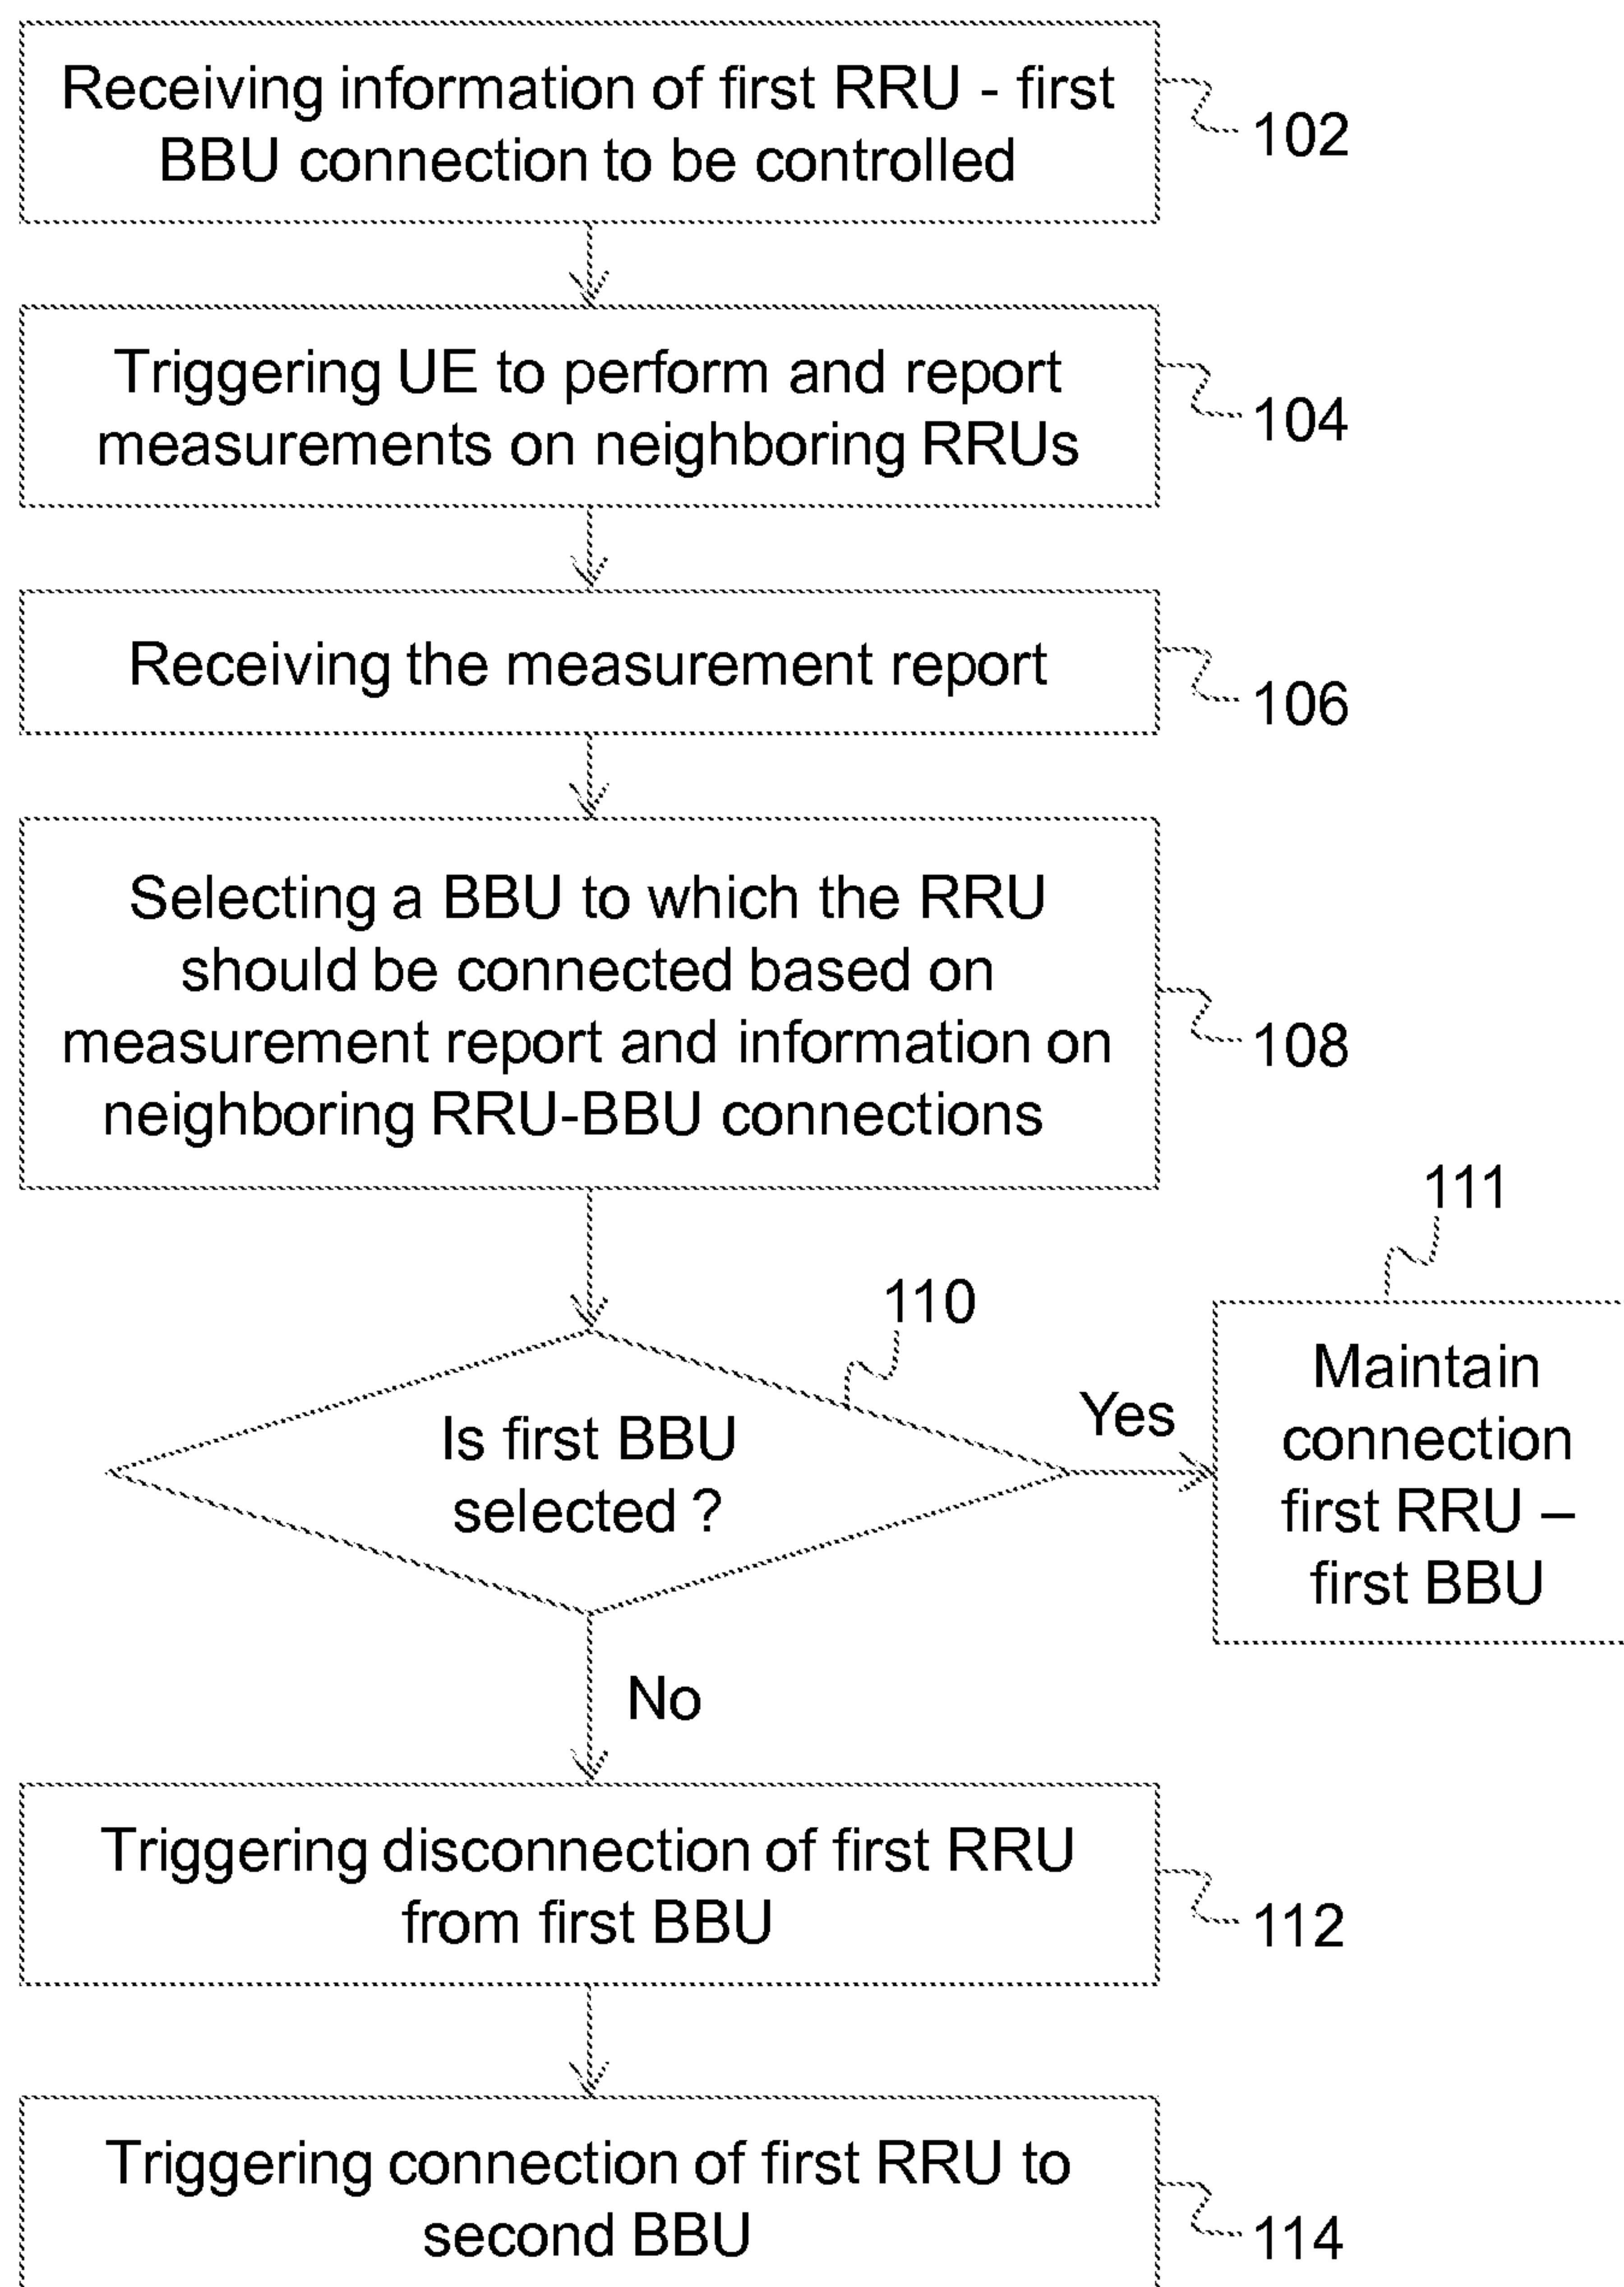 Receiving information of first RRU - first
BBU connection to be controlled
102
Triggering UE to perform and report
measurements on neighboring RRUs
104
Receiving the measurement report
106
Selecting a BBU to which the RRU
should be connected based on
measurement report and information on
neighboring RRU-BBU connections
108
110
Is first BBU
selected ?
Yes
111
Maintain
connection
first RRU –
first BBU
No
Triggering disconnection of first RRU
from first BBU
112
Triggering connection of first RRU to
second BBU
114